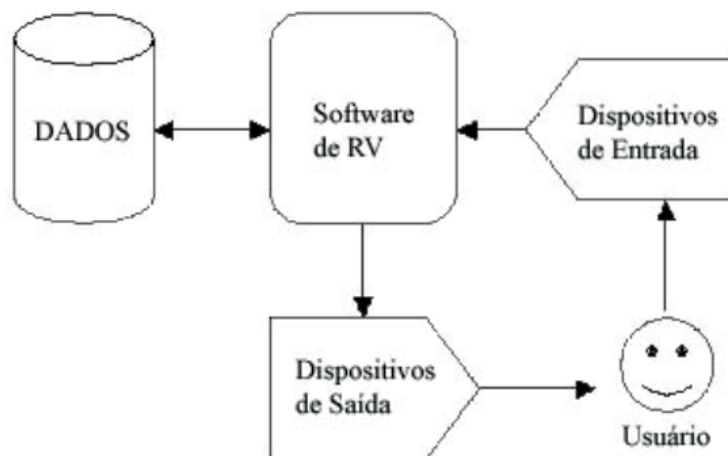 DADOS
Software
de RV
Dispositivos
de Entrada
Dispositivos
de Saída
Usuário